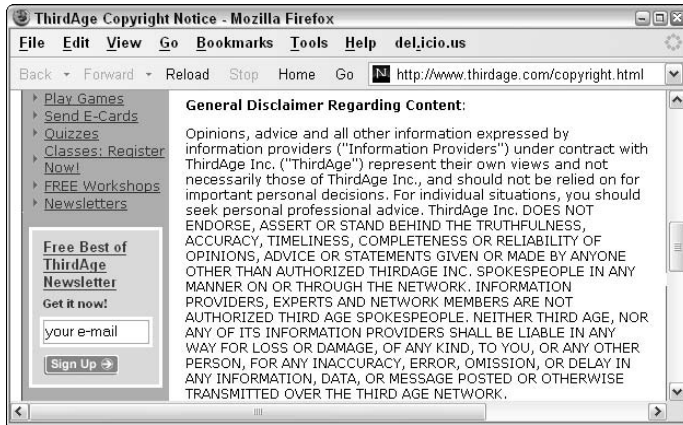 ThirdAge Copyright Notice - Mozilla Firefox
File Edit View Go Bookmarks Tools Help del.icio.us
Back Forward Reload Stop Home Go N http://www.thirdage.com/copyright.html
Play Games
Send E-Cards
Quizzes
Classes: Register
Now!
FREE Workshops
Newsletters
Free Best of
ThirdAge
Newsletter
Get it now!
your e-mail
Sign Up
General Disclaimer Regarding Content:
Opinions, advice and all other information expressed by
information providers ("Information Providers") under contract with
ThirdAge Inc. ("ThirdAge") represent their own views and not
necessarily those of ThirdAge Inc., and should not be relied on for
important personal decisions. For individual situations, you should
seek personal professional advice. ThirdAge Inc. DOES NOT
ENDORSE, ASSERT OR STAND BEHIND THE TRUTHFULNESS,
ACCURACY, TIMELINESS, COMPLETENESS OR RELIABILITY OF
OPINIONS, ADVICE OR STATEMENTS GIVEN OR MADE BY ANYONE
OTHER THAN AUTHORIZED THIRDAGE INC. SPOKESPEOPLE IN ANY
MANNER ON OR THROUGH THE NETWORK. INFORMATION
PROVIDERS, EXPERTS AND NETWORK MEMBERS ARE NOT
AUTHORIZED THIRD AGE SPOKESPEOPLE. NEITHER THIRD AGE, NOR
ANY OF ITS INFORMATION PROVIDERS SHALL BE LIABLE IN ANY
WAY FOR LOSS OR DAMAGE, OF ANY KIND, TO YOU, OR ANY OTHER
PERSON, FOR ANY INACCURACY, ERROR, OMISSION, OR DELAY IN
ANY INFORMATION, DATA, OR MESSAGE POSTED OR OTHERWISE
TRANSMITTED OVER THE THIRD AGE NETWORK.